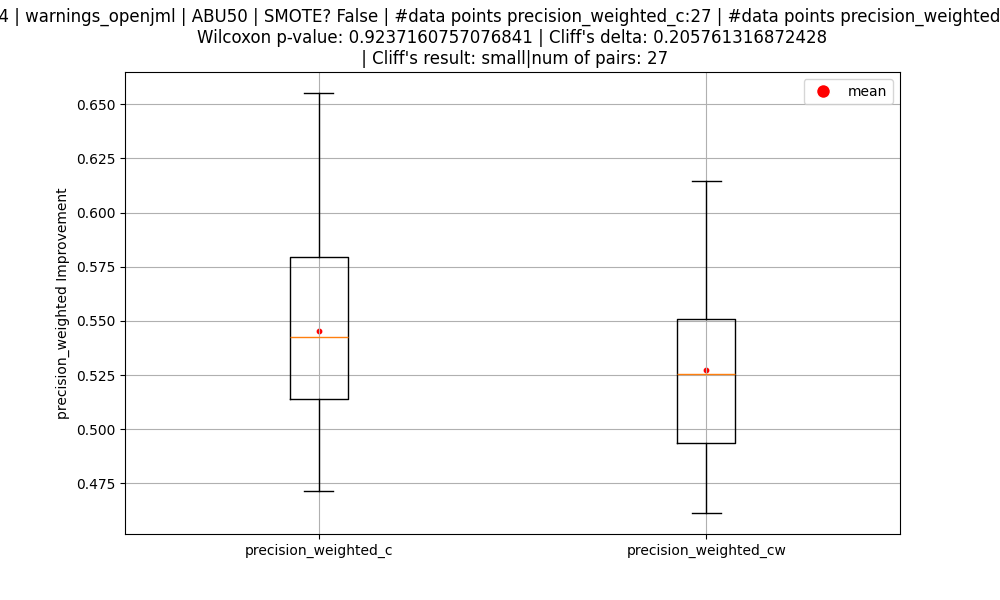 4 | warnings_openjml | ABU50 | SMOTE? False | #data points precision_weighted_c:27 | #data points precision_weighted
Wilcoxon p-value: 0.9237160757076841 | Cliff's delta: 0.205761316872428
| Cliff's result: small|num of pairs: 27
mean
0.650
0.625
0.600
0.575
0.550
0.525
0.500
0.475
precision_weighted Improvement
precision_weighted_c
precision_weighted_cw